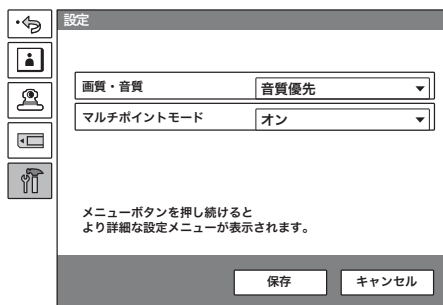 設定
画質・音質
音質優先
マルチポイントモード
オン
メニューボタンを押し続けると
より詳細な設定メニューが表示されます。
保存
キャンセル